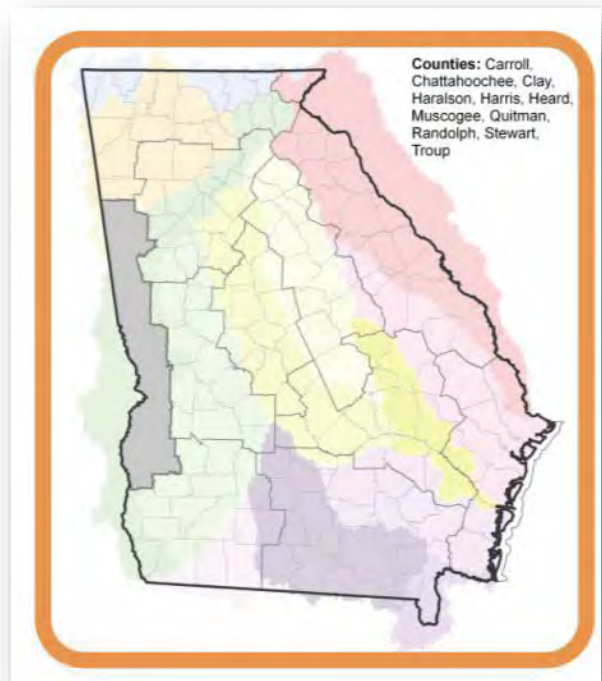 Counties: Carroll,
Chattahoochee, Clay,
Haralson, Harris, Heard,
Muscogee, Quitman,
Randolph, Stewart,
Troup